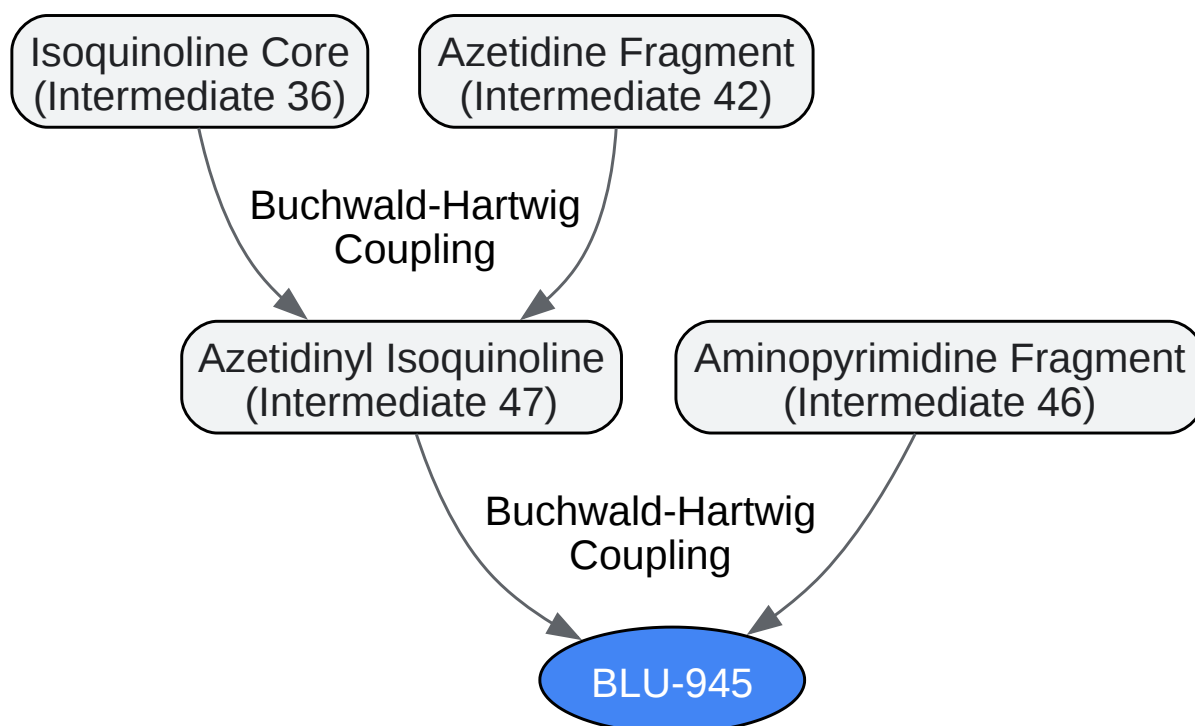 Isoquinoline Core
(Intermediate 36)
Azetidine Fragment
(Intermediate 42)
Buchwald-Hartwig
Coupling
Azetidinyl Isoquinoline
(Intermediate 47)
Aminopyrimidine Fragment
(Intermediate 46)
Buchwald-Hartwig
Coupling
BLU-945